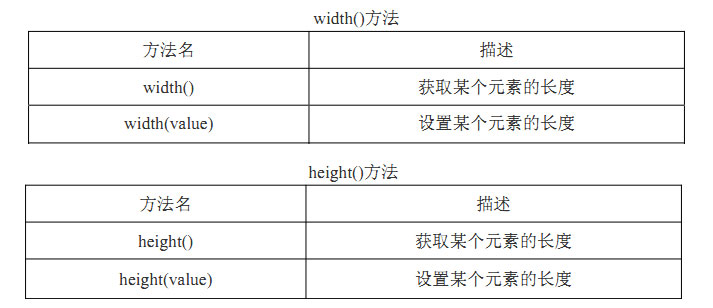 width()方法
方法名 描述
width() 获取某个元素的长度
width(value) 设置某个元素的长度
height()方法
方法名 描述
height() 获取某个元素的长度
height(value) 设置某个元素的长度